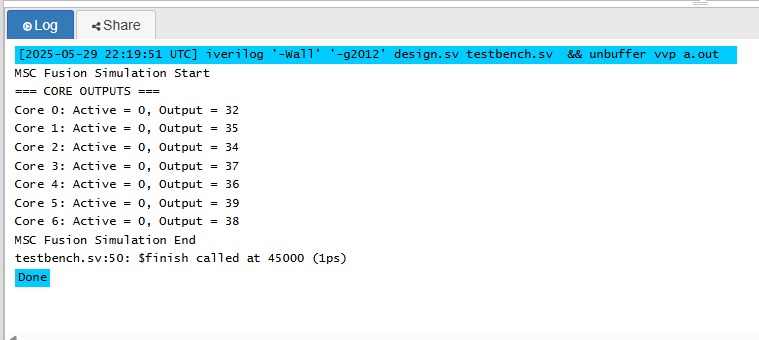 Log Share
[2025-05-29 22:19:51 UTC] iverilog '-Wall' '-g2012' design.sv testbench.sv  && unbuffer vvp a.out
MSC Fusion Simulation Start
=== CORE OUTPUTS ===
Core 0: Active = 0, Output = 32
Core 1: Active = 0, Output = 35
Core 2: Active = 0, Output = 34
Core 3: Active = 0, Output = 37
Core 4: Active = 0, Output = 36
Core 5: Active = 0, Output = 39
Core 6: Active = 0, Output = 38
MSC Fusion Simulation End
testbench.sv:50: $finish called at 45000 (1ps)
Done